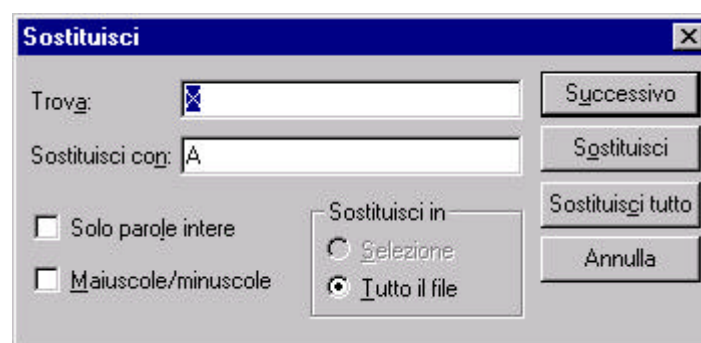 Sostituisci
Trova: X
Successivo
Sostituisci con: A
Sostituisci
Solo parole intere
Maiuscole/minuscole
Sostituisci in
Selezione
Tutto il file
Sostituisci tutto
Annulla